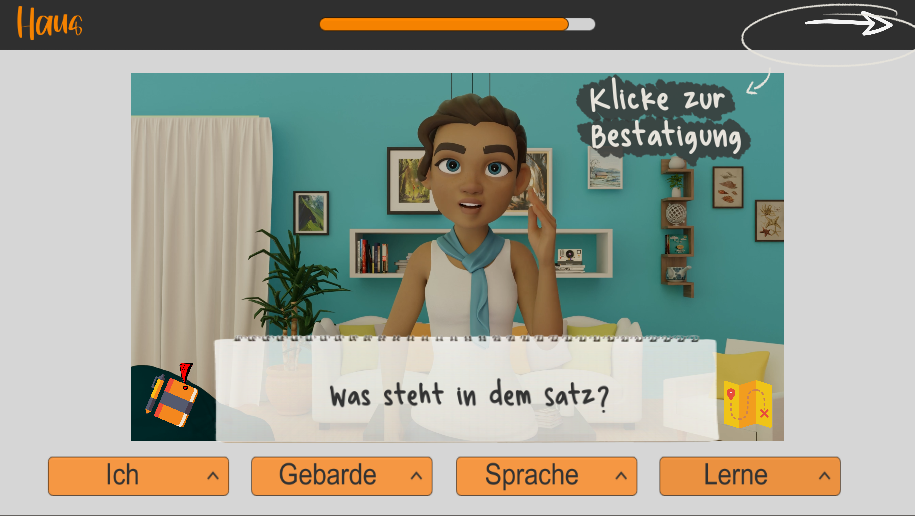 Haus
Klicke zur
Bestatigung
Was steht in dem Satz?
Ich
Gebarde
Sprache
Lerne